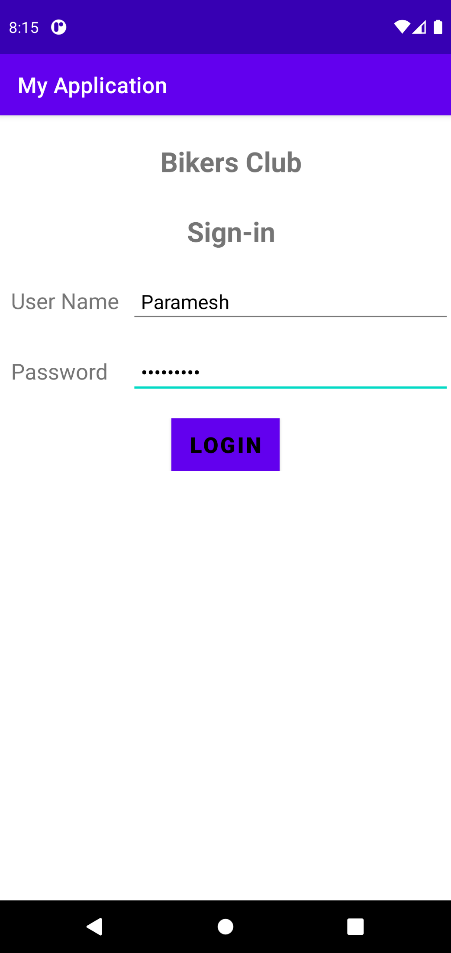 8:15
My Application
Bikers Club
Sign-in
User Name Paramesh
Password •••••••••
LOGIN